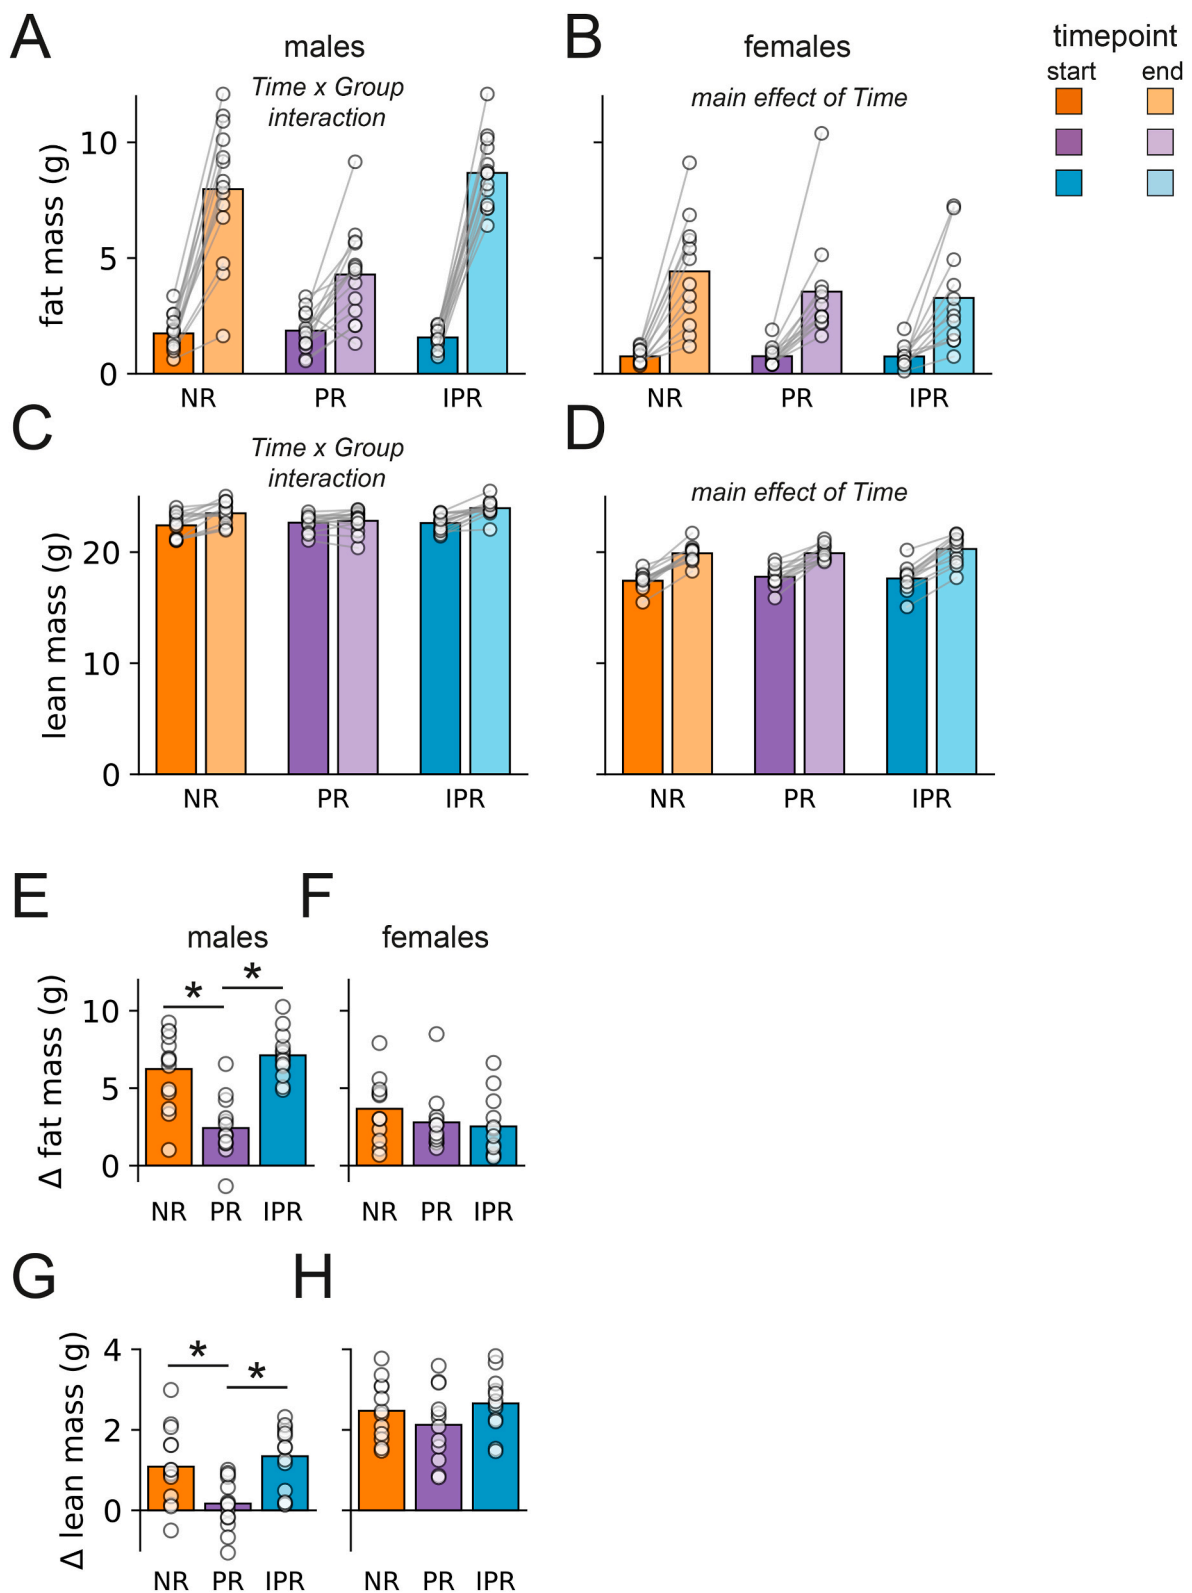 A
males
Time x Group
interaction
B
females
main effect of Time
timepoint
start end
fat mass (g)
10
5
0
NR PR IPR
NR PR IPR
C
Time x Group
interaction
D
main effect of Time
lean mass (g)
20
10
0
NR PR IPR
NR PR IPR
E
males
F
females
Δ fat mass (g)
* *
10
5
0
NR PR IPR
NR PR IPR
G
H
Δ lean mass (g)
* *
4
2
0
NR PR IPR
NR PR IPR